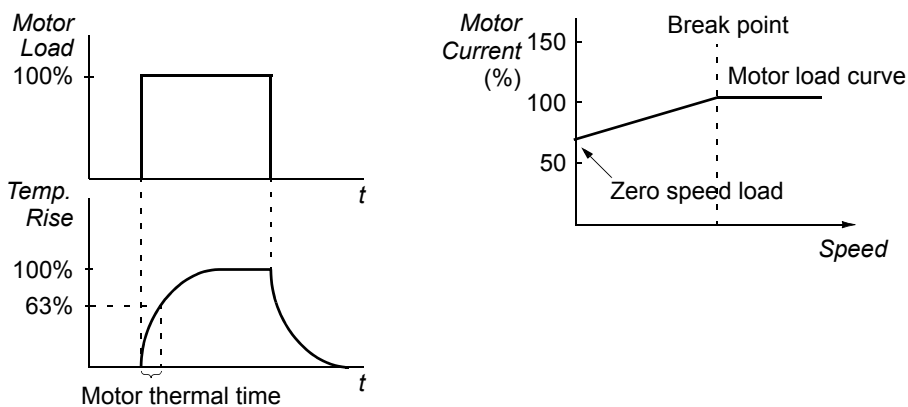 Motor
Load
100%
t
Temp.
Rise
100%
63%
t
Motor thermal time
Motor
Current
(%)
150
100
50
Break point
Motor load curve
Zero speed load
Speed